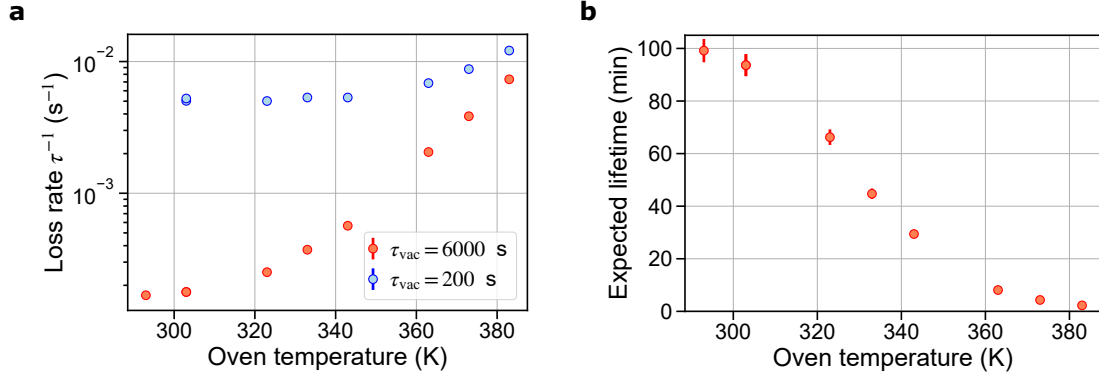 a
Loss rate τ⁻¹ (s⁻¹)
10⁻²
10⁻³
τvac = 6000 s
τvac = 200 s
300 320 340 360 380
Oven temperature (K)
b
Expected lifetime (min)
100
80
60
40
20
0
300 320 340 360 380
Oven temperature (K)